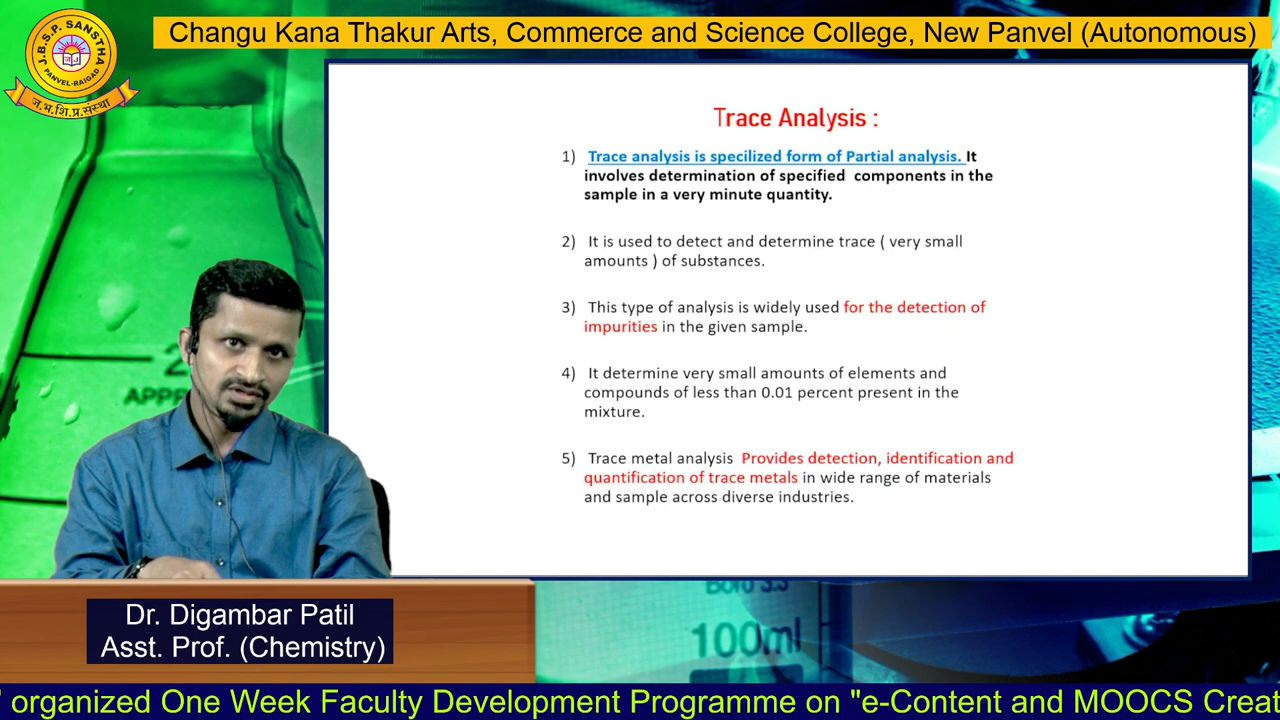 Changu Kana Thakur Arts, Commerce and Science College, New Panvel (Autonomous)
J.B.S.P. SANSTHA
PANVEL-RAIGAD
ज.भ.शि.प्र.संस्था
Trace Analysis :
1) Trace analysis is specilized form of Partial analysis. It
involves determination of specified components in the
sample in a very minute quantity.
2) It is used to detect and determine trace ( very small
amounts ) of substances.
3) This type of analysis is widely used for the detection of
impurities in the given sample.
4) It determine very small amounts of elements and
compounds of less than 0.01 percent present in the
mixture.
5) Trace metal analysis Provides detection, identification and
quantification of trace metals in wide range of materials
and sample across diverse industries.
100ml
Dr. Digambar Patil
Asst. Prof. (Chemistry)
" organized One Week Faculty Development Programme on "e-Content and MOOCS Creat